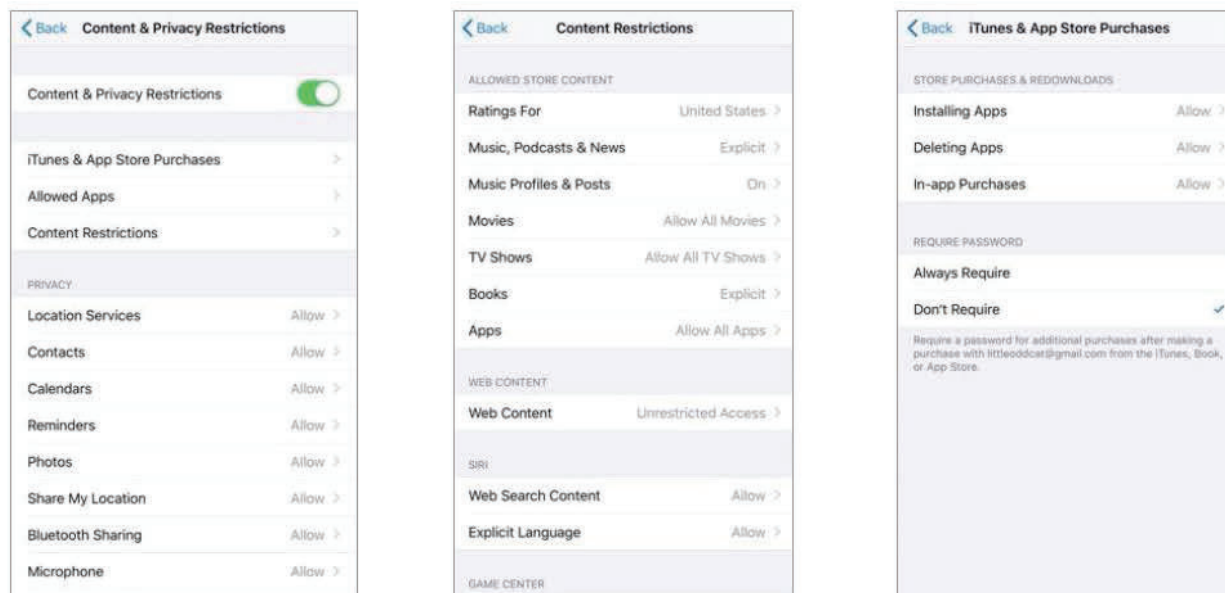 Back Content & Privacy Restrictions
Content & Privacy Restrictions
iTunes & App Store Purchases
Allowed Apps
Content Restrictions
PRIVACY
Location Services Allow
Contacts Allow
Calendars Allow
Reminders Allow
Photos Allow
Share My Location Allow
Bluetooth Sharing Allow
Microphone Allow
Back Content Restrictions
ALLOWED STORE CONTENT
Ratings For United States
Music, Podcasts & News Explicit
Music Profiles & Posts On
Movies Allow All Movies
TV Shows Allow All TV Shows
Books Explicit
Apps Allow All Apps
WEB CONTENT
Web Content Unrestricted Access
SIRI
Web Search Content Allow
Explicit Language Allow
GAME CENTER
Back iTunes & App Store Purchases
STORE PURCHASES & REDOWNLOADS
Installing Apps Allow
Deleting Apps Allow
In-app Purchases Allow
REQUIRE PASSWORD
Always Require
Don't Require
Require a password for additional purchases after making a
purchase with littleoddcat@gmail.com from the iTunes, Book,
or App Store.